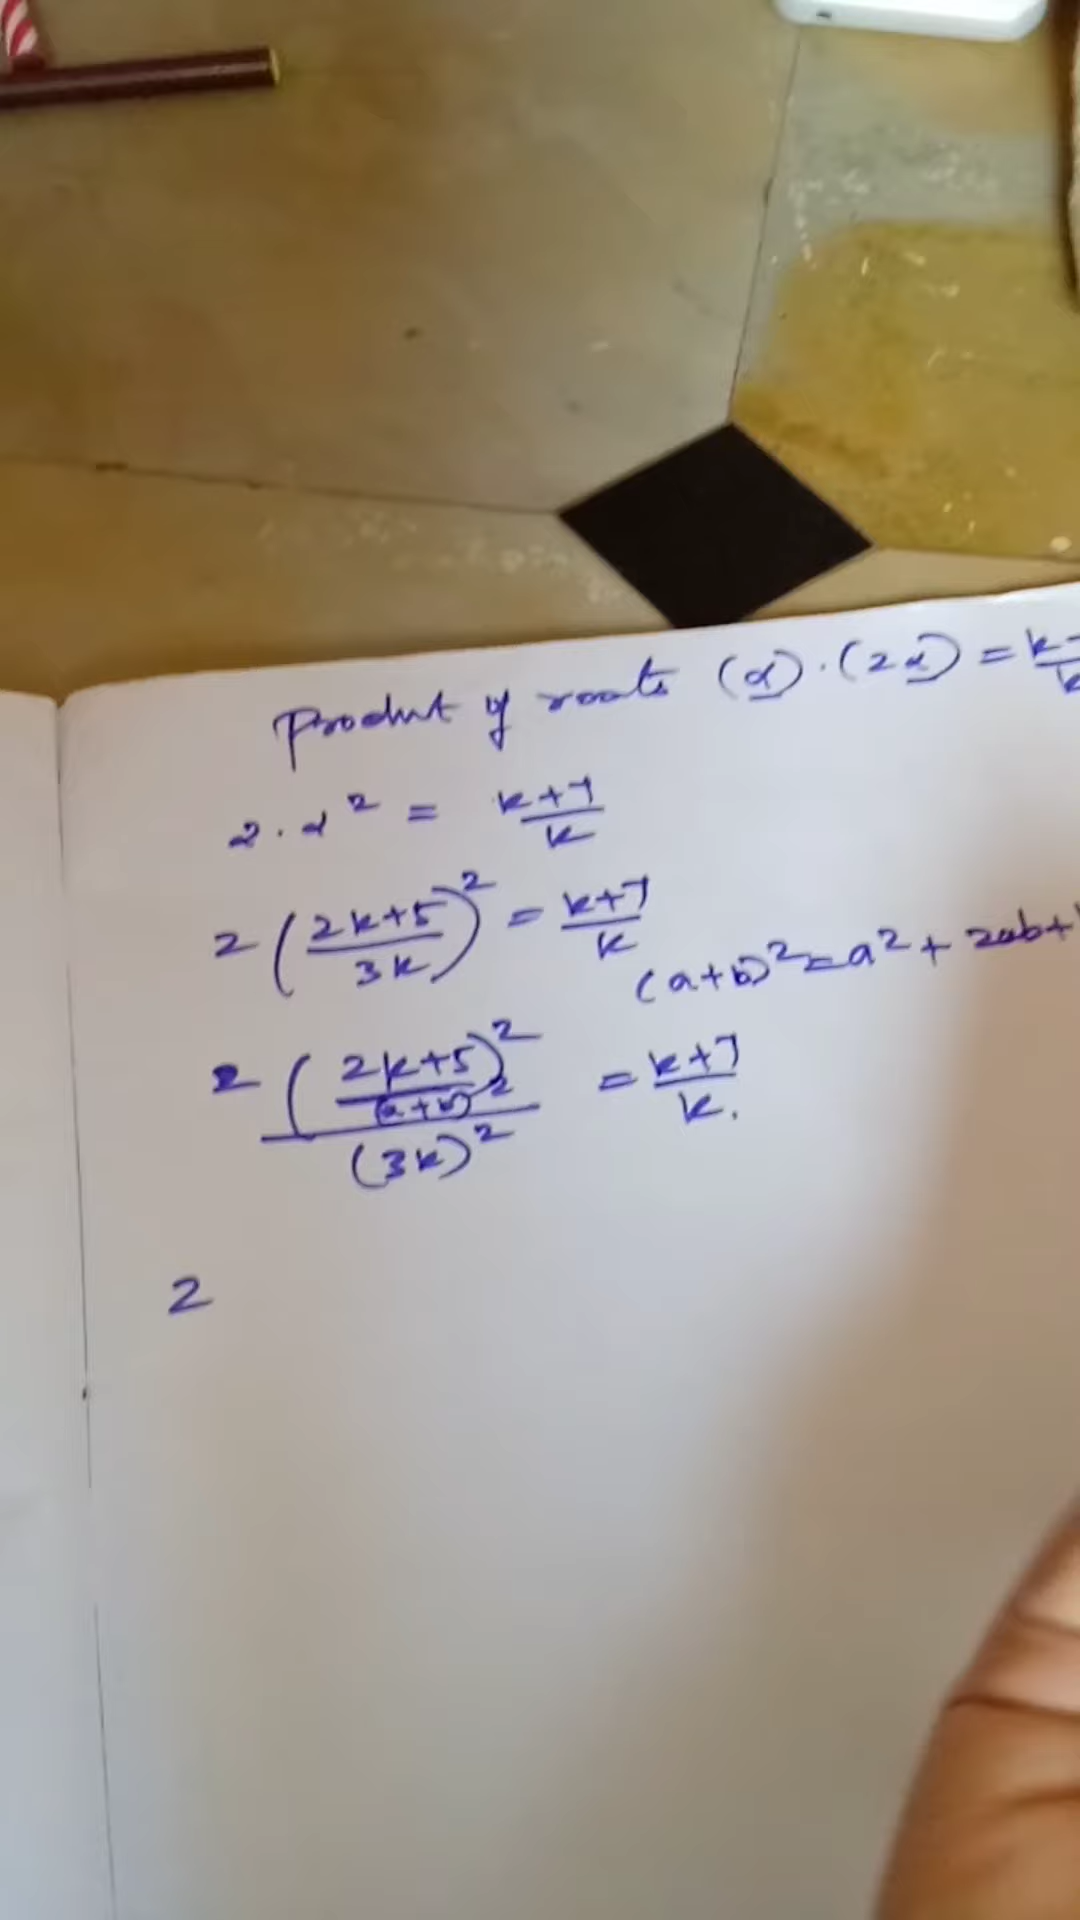 Product of roots (α).(2α) = k
2.α² = k+7/k
2(2k+5/3k)² = k+7/k
(a+b)²=a²+2ab+
2(2k+5)²/(3k)² = k+7/k.
(a+b)²
2